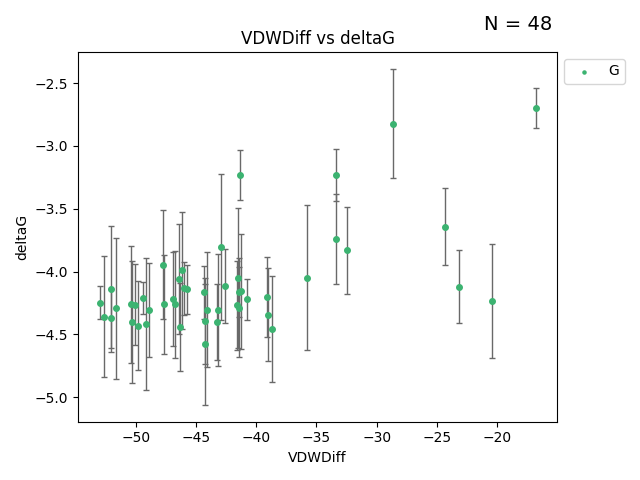 N = 48
VDWDiff vs deltaG
G
deltaG
−2.5
−3.0
−3.5
−4.0
−4.5
−5.0
−50 −45 −40 −35 −30 −25 −20
VDWDiff